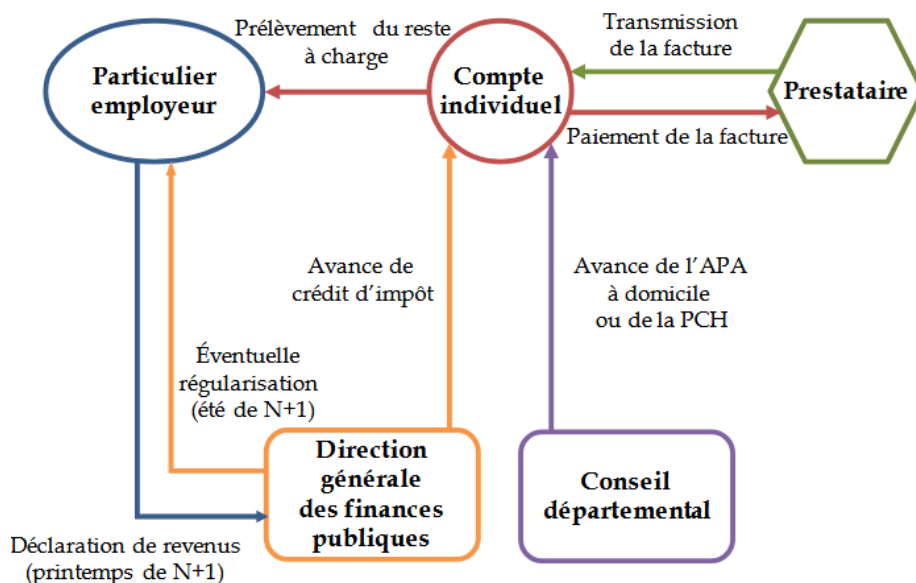 Prélèvement du reste
à charge
Transmission
de la facture
Particulier
employeur
Compte
individuel
Prestataire
Paiement de la facture
Avance de
crédit d'impôt
Avance de l'APA
à domicile
ou de la PCH
Éventuelle
régularisation
(été de N+1)
Direction
générale
des finances
publiques
Conseil
départemental
Déclaration de revenus
(printemps de N+1)